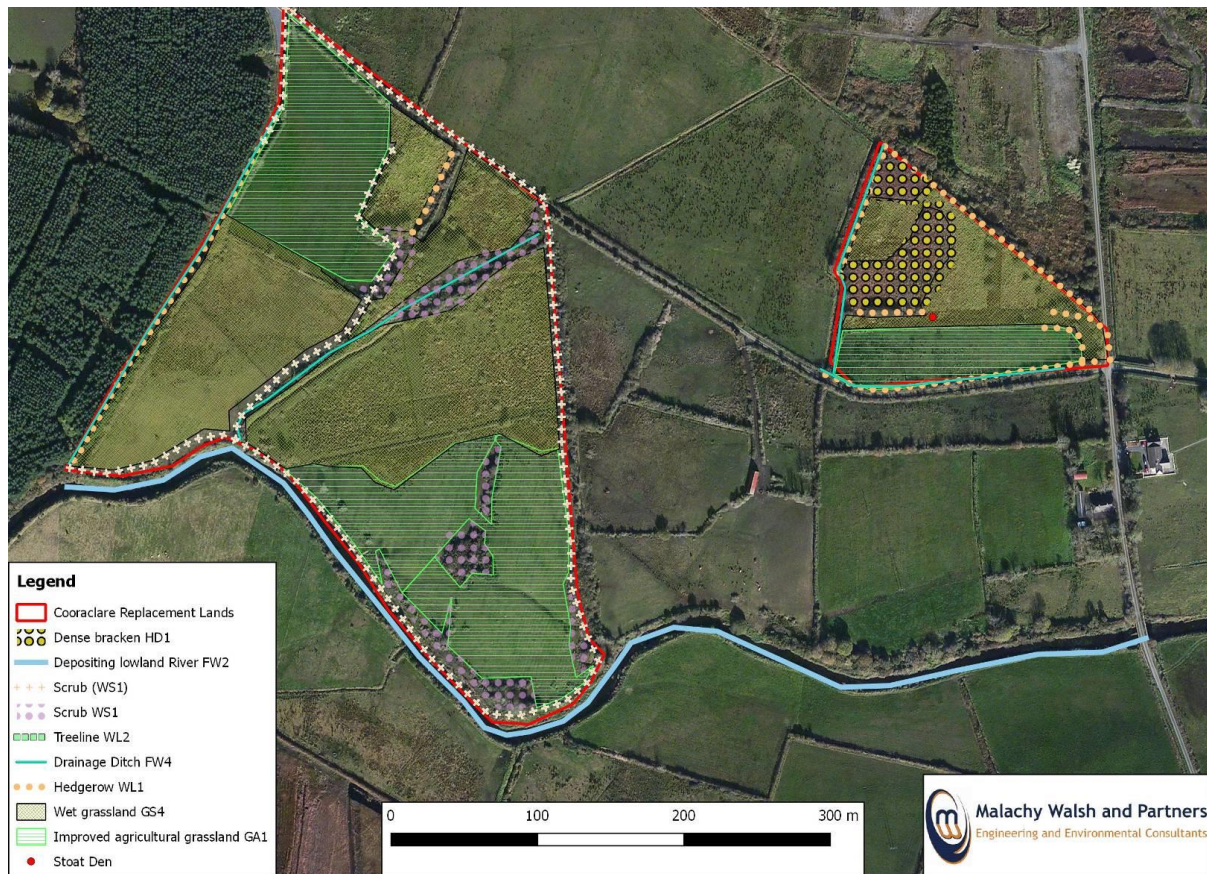 Legend
Cooraclare Replacement Lands
Dense bracken HD1
Depositing lowland River FW2
Scrub (WS1)
Scrub WS1
Treeline WL2
Drainage Ditch FW4
Hedgerow WL1
Wet grassland GS4
Improved agricultural grassland GA1
Stoat Den
0 100 200 300 m
Malachy Walsh and Partners
Engineering and Environmental Consultants